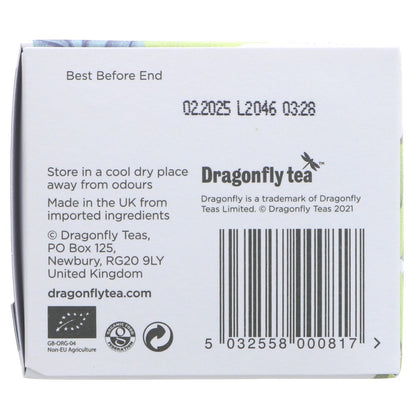 Best Before End
02.2025 L2046 03:28
Store in a cool dry place
away from odours
Made in the UK from
imported ingredients
© Dragonfly Teas,
PO Box 125,
Newbury, RG20 9LY
United Kingdom
dragonflytea.com
GB-ORG-04
Non-EU Agriculture
Dragonfly tea™
Dragonfly is a trademark of Dragonfly
Teas Limited. © Dragonfly Teas 2021
5 032558 000817 >